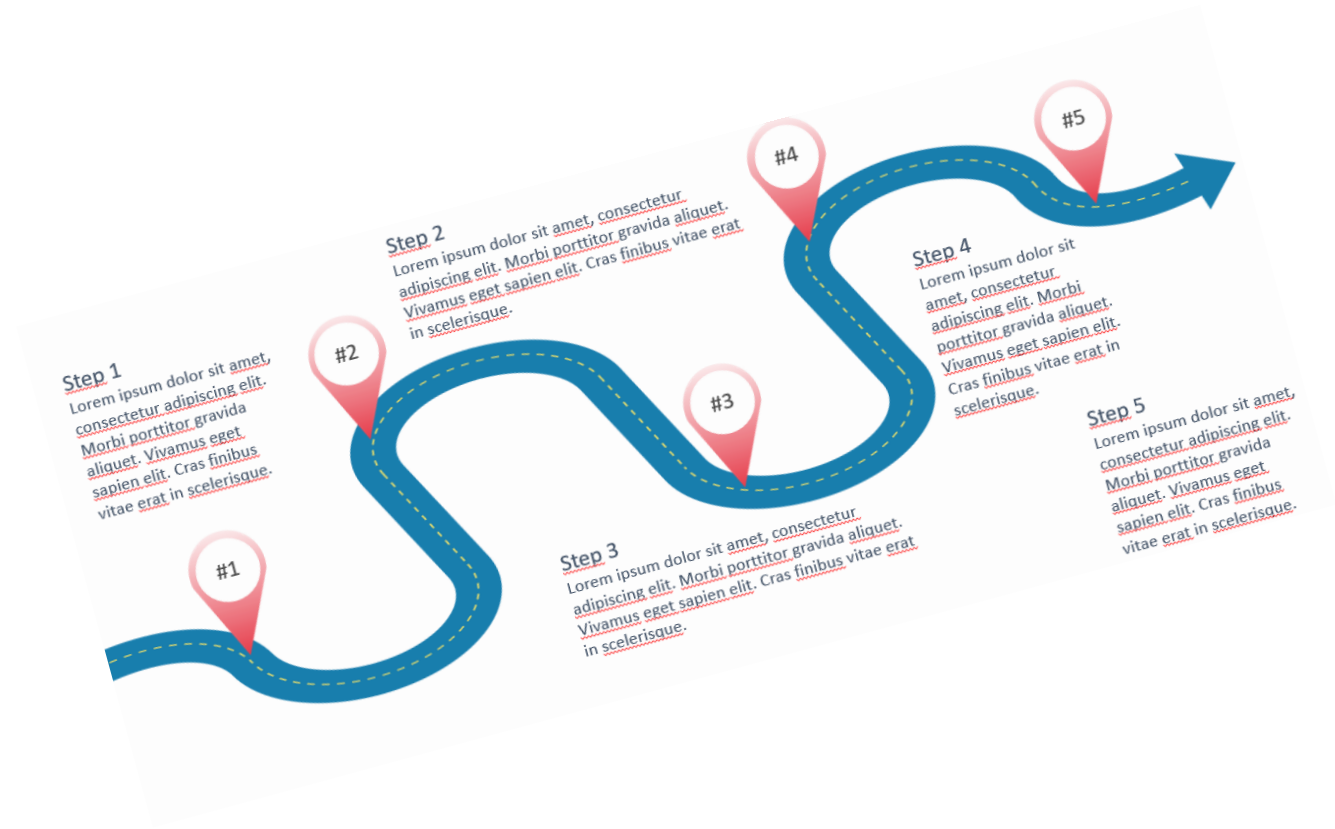 Step 1
Lorem ipsum dolor sit amet,
consectetur adipiscing elit.
Morbi porttitor gravida
aliquet. Vivamus eget
sapien elit. Cras finibus
vitae erat in scelerisque.
#1
#2
Step 2
Lorem ipsum dolor sit amet, consectetur
adipiscing elit. Morbi porttitor gravida aliquet.
Vivamus eget sapien elit. Cras finibus vitae erat
in scelerisque.
#3
Step 3
Lorem ipsum dolor sit amet, consectetur
adipiscing elit. Morbi porttitor gravida aliquet.
Vivamus eget sapien elit. Cras finibus vitae erat
in scelerisque.
#4
Step 4
Lorem ipsum dolor sit
amet, consectetur
adipiscing elit. Morbi
porttitor gravida aliquet.
Vivamus eget sapien elit.
Cras finibus vitae erat in
scelerisque.
#5
Step 5
Lorem ipsum dolor sit amet,
consectetur adipiscing elit.
Morbi porttitor gravida
aliquet. Vivamus eget
sapien elit. Cras finibus
vitae erat in scelerisque.